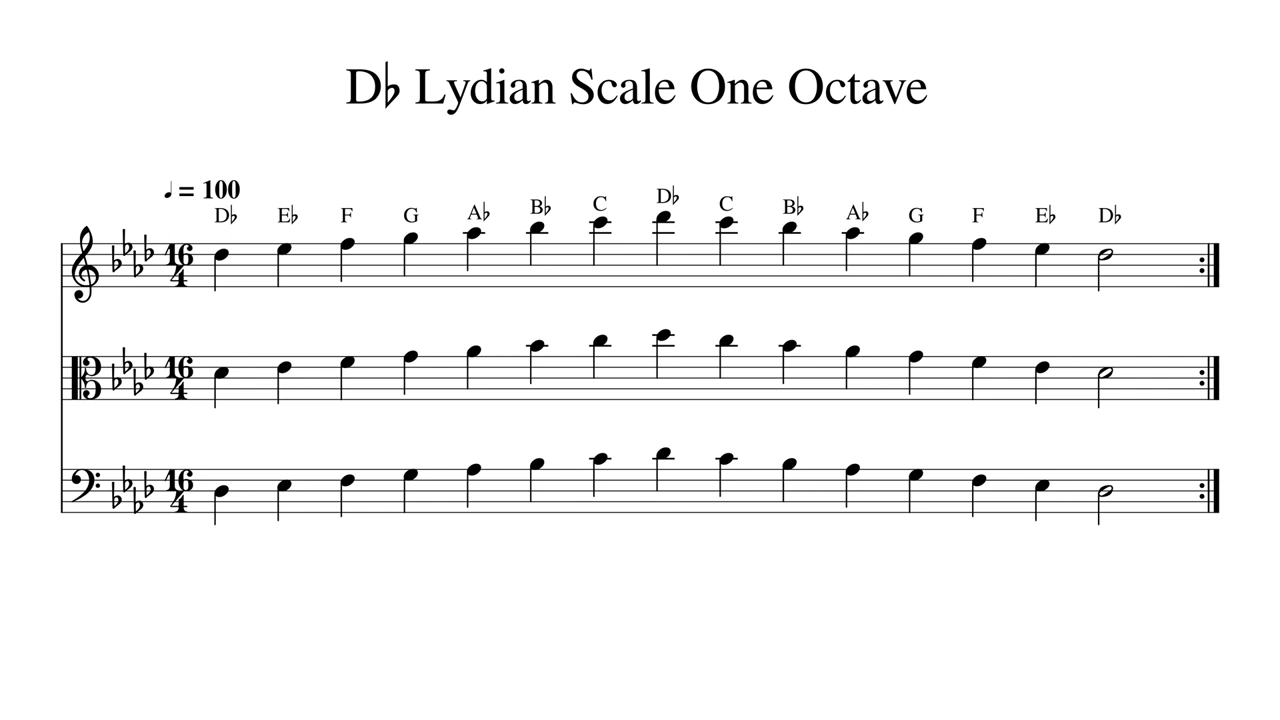 D♭ Lydian Scale One Octave
♩ = 100
D♭ E♭ F G A♭ B♭ C D♭ C B♭ A♭ G F E♭ D♭
16
4
16
4
16
4